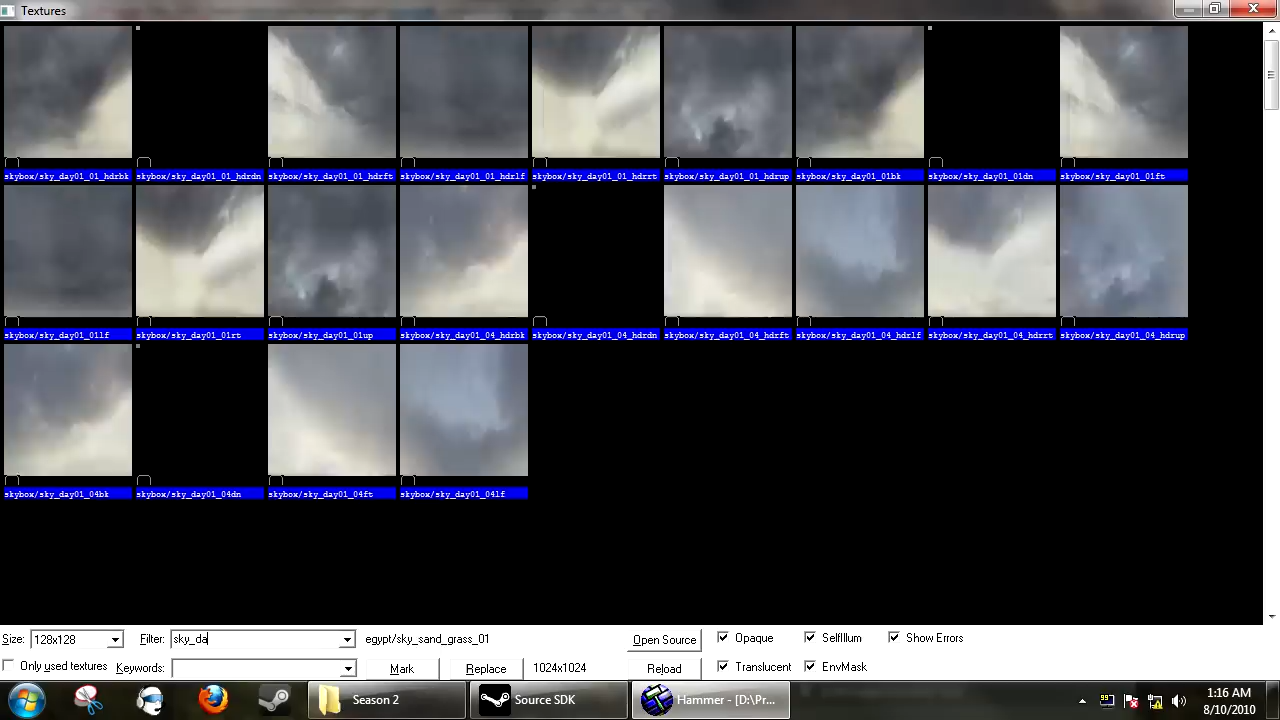 Textures
skybox/sky_day01_01_hdrbk skybox/sky_day01_01_hdrdn skybox/sky_day01_01_hdrft skybox/sky_day01_01_hdrlf skybox/sky_day01_01_hdrrt skybox/sky_day01_01_hdrup skybox/sky_day01_01bk skybox/sky_day01_01dn skybox/sky_day01_01ft
skybox/sky_day01_01lf skybox/sky_day01_01rt skybox/sky_day01_01up skybox/sky_day01_04_hdrbk skybox/sky_day01_04_hdrdn skybox/sky_day01_04_hdrft skybox/sky_day01_04_hdrlf skybox/sky_day01_04_hdrrt skybox/sky_day01_04_hdrup
skybox/sky_day01_04bk skybox/sky_day01_04dn skybox/sky_day01_04ft skybox/sky_day01_04lf
Size: 128x128 Filter: sky_da egypt/sky_sand_grass_01 Open Source Opaque SelfIllum Show Errors
Only used textures Keywords: Mark Replace 1024x1024 Reload Translucent EnvMask
Season 2 Source SDK Hammer - [D:\Pr... 1:16 AM
8/10/2010